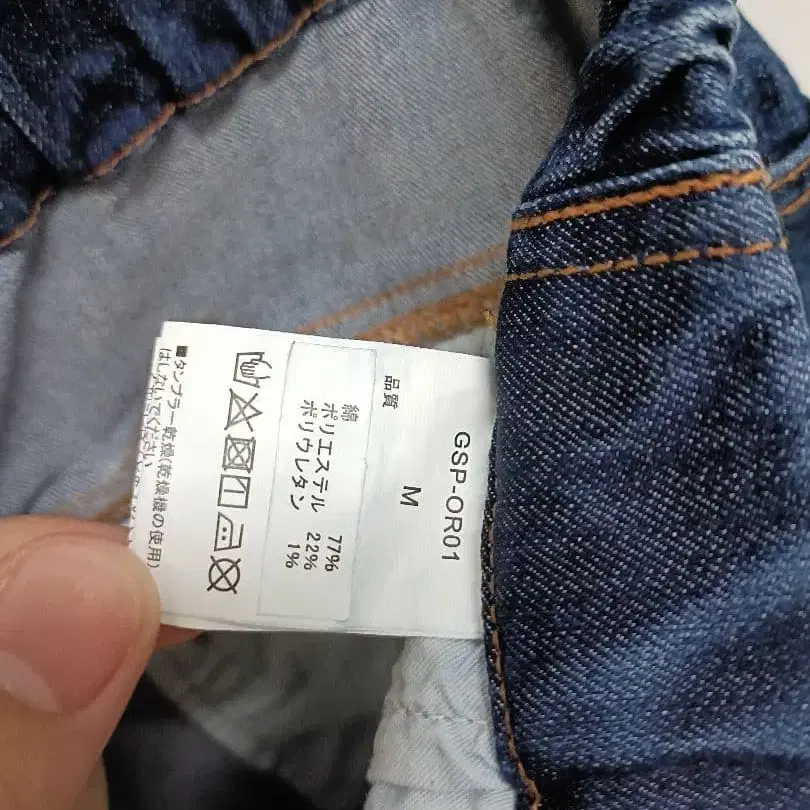 GSP-OR01
M
品質
綿 77%
ポリエステル 22%
ポリウレタン 1%
■タンブラー乾燥(乾燥機の使用)
はしないでください